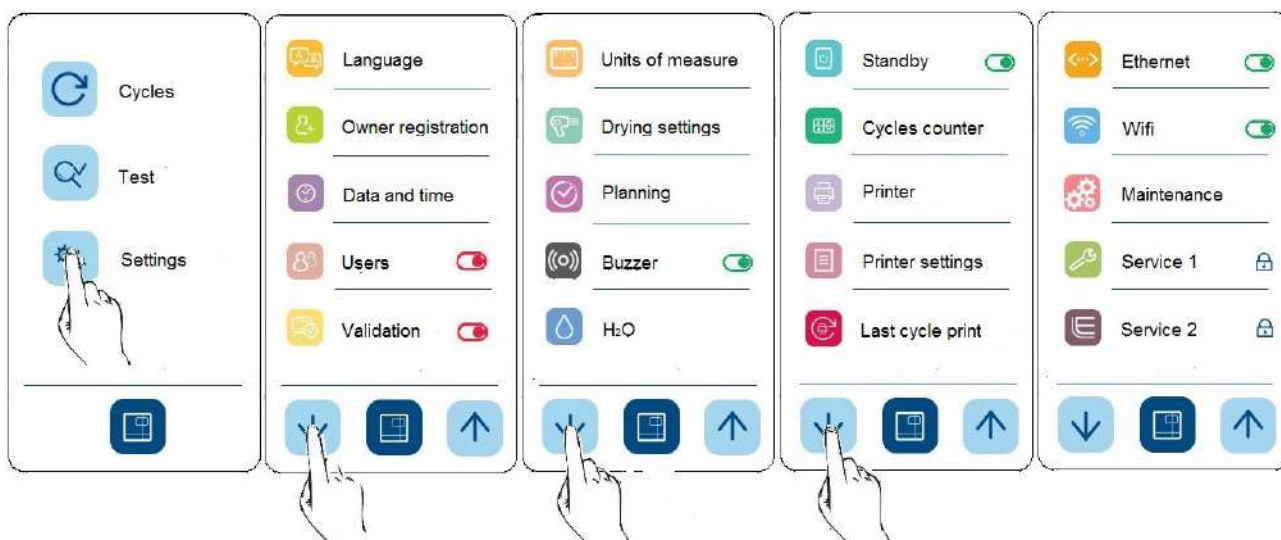 Cycles
Test
Settings
Language
Owner registration
Data and time
Users
Validation
Units of measure
Drying settings
Planning
Buzzer
H₂O
Standby
Cycles counter
Printer
Printer settings
Last cycle print
Ethernet
Wifi
Maintenance
Service 1
Service 2